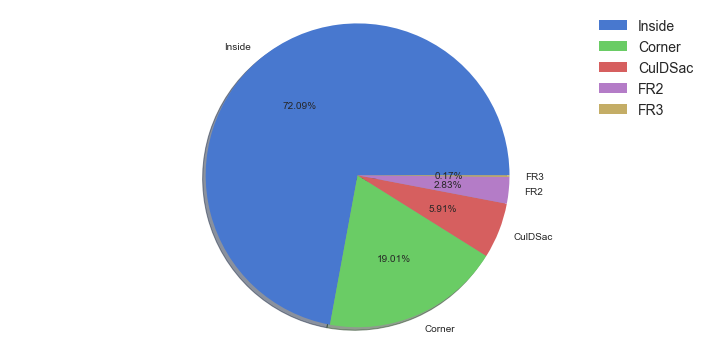 Inside
Corner
CulDSac
FR2
FR3
Inside
72.09%
0.17%
FR3
2.83%
FR2
5.91%
CulDSac
19.01%
Corner